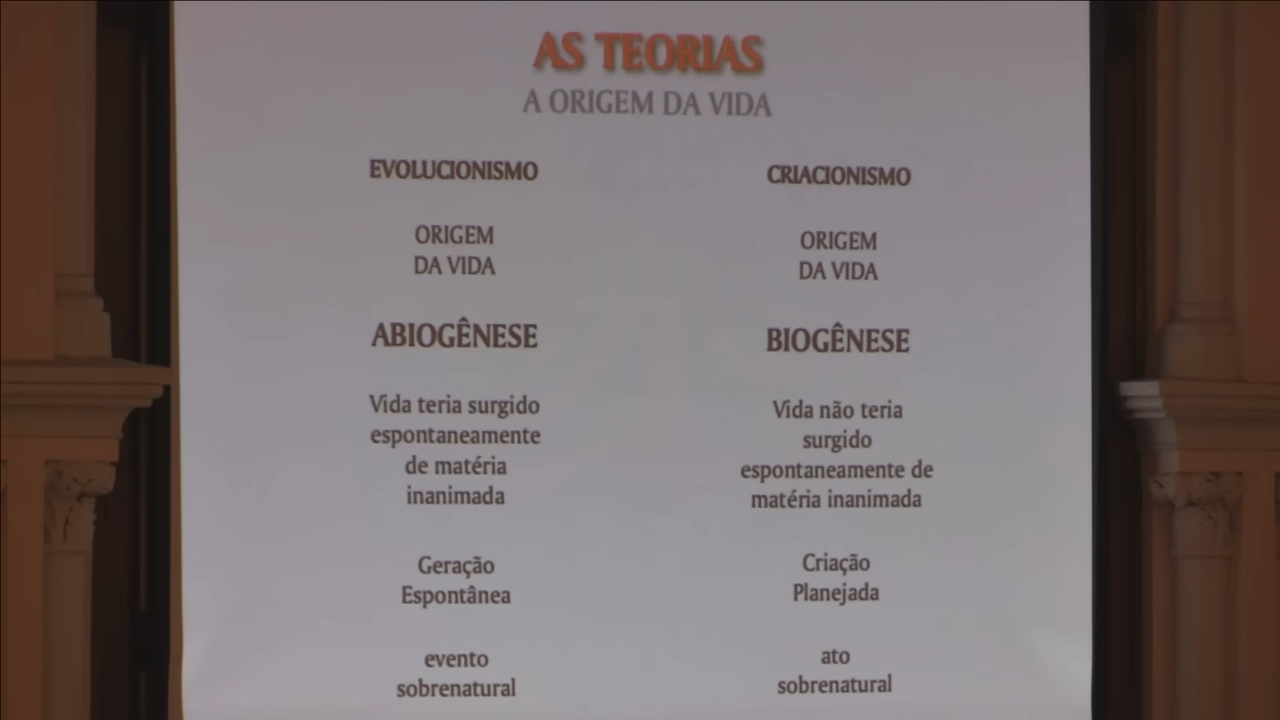 AS TEORIAS
A ORIGEM DA VIDA
EVOLUCIONISMO
ORIGEM
DA VIDA
ABIOGÊNESE
Vida teria surgido
espontaneamente
de matéria
inanimada
Geração
Espontânea
evento
sobrenatural
CRIACIONISMO
ORIGEM
DA VIDA
BIOGÊNESE
Vida não teria
surgido
espontaneamente de
matéria inanimada
Criação
Planejada
ato
sobrenatural